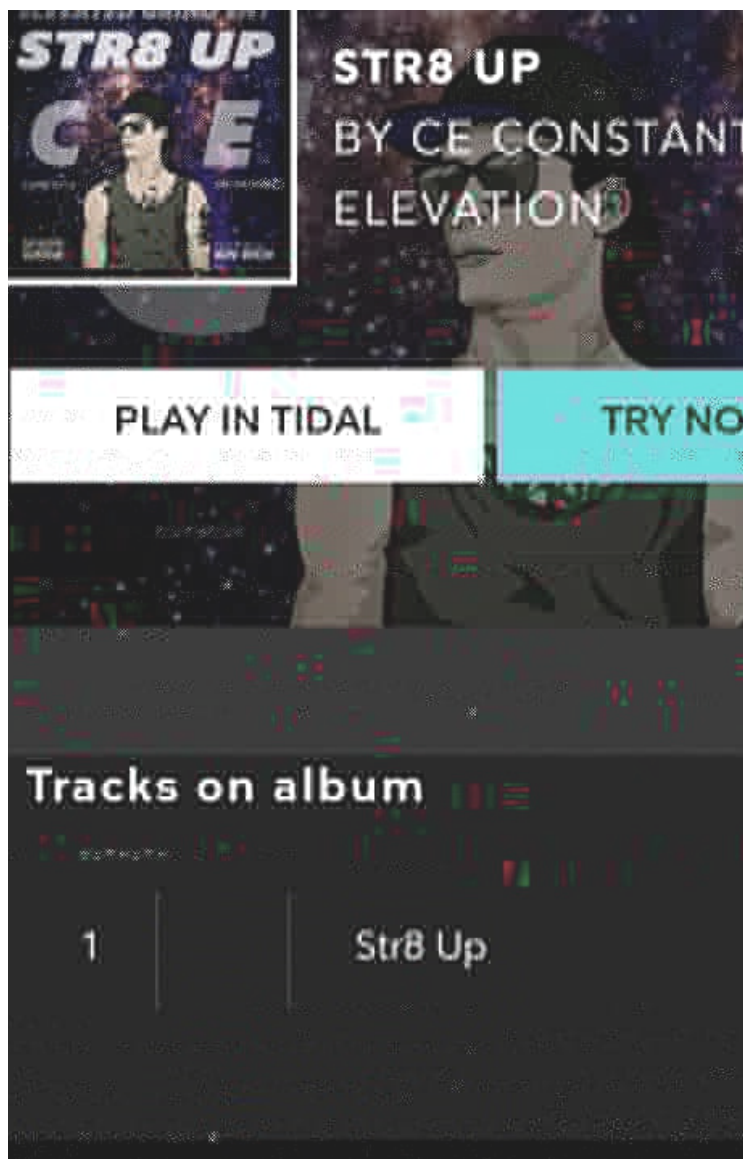 STR8 UP
C E
STR8 UP
BY CE CONSTANT
ELEVATION
PLAY IN TIDAL
TRY NO
Tracks on album
1
Str8 Up